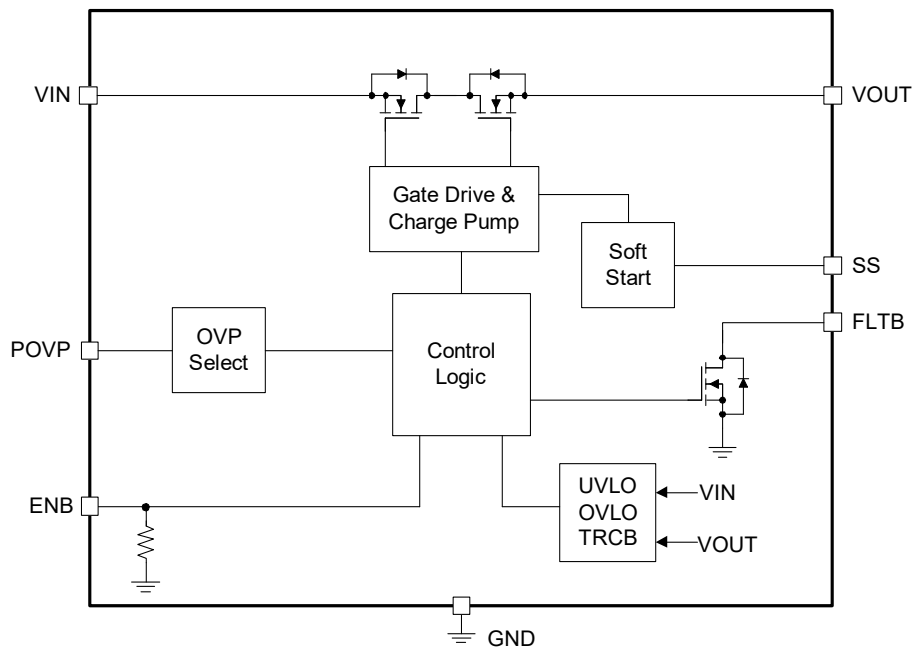 VIN
VOUT
Gate Drive &
Charge Pump
Soft
Start
SS
FLTB
POVP
OVP
Select
Control
Logic
ENB
UVLO
OVLO
TRCB
VIN
VOUT
GND